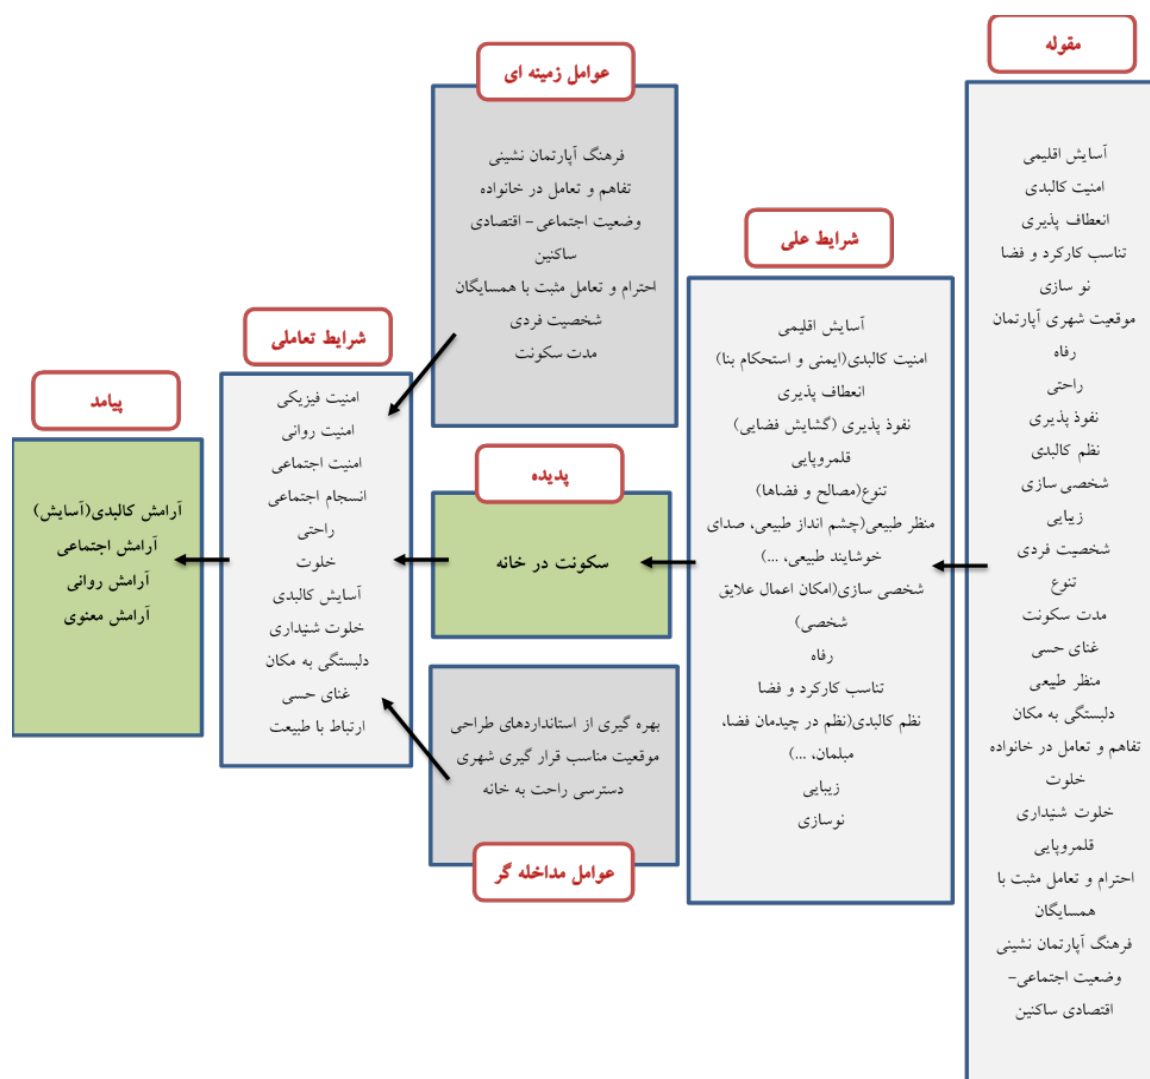 مقوله
آسایش اقلیمی
امنیت کالبدی
انعطاف پذیری
تناسب کارکرد و فضا
نو سازی
موقعیت شهری آپارتمان
رفاه
راحتی
نفوذ پذیری
نظم کالبدی
شخصی سازی
زیبایی
شخصیت فردی
تنوع
مدت سکونت
غنای حسی
منظر طبیعی
دلبستگی به مکان
تفاهم و تعامل در خانواده
خلوت
خلوت شنیداری
قلمروپایی
احترام و تعامل مثبت با
همسایگان
فرهنگ آپارتمان نشینی
وضعیت اجتماعی-
اقتصادی ساکنین
شرایط علی
آسایش اقلیمی
امنیت کالبدی(ایمنی و استحکام بنا)
انعطاف پذیری
نفوذ پذیری (گشایش فضایی)
قلمروپایی
تنوع(مصالح و فضاها)
منظر طبیعی(چشم انداز طبیعی، صدای
خوشایند طبیعی، ...)
شخصی سازی(امکان اعمال علایق
شخصی)
رفاه
تناسب کارکرد و فضا
نظم کالبدی(نظم در چیدمان فضا،
مبلمان، ...)
زیبایی
نوسازی
عوامل زمینه ای
فرهنگ آپارتمان نشینی
تفاهم و تعامل در خانواده
وضعیت اجتماعی- اقتصادی
ساکنین
احترام و تعامل مثبت با همسایگان
شخصیت فردی
مدت سکونت
پدیده
سکونت در خانه
بهره گیری از استانداردهای طراحی
موقعیت مناسب قرار گیری شهری
دسترسی راحت به خانه
عوامل مداخله گر
شرایط تعاملی
امنیت فیزیکی
امنیت روانی
امنیت اجتماعی
انسجام اجتماعی
راحتی
خلوت
آسایش کالبدی
خلوت شنیداری
دلبستگی به مکان
غنای حسی
ارتباط با طبیعت
پیامد
آرامش کالبدی(آسایش)
آرامش اجتماعی
آرامش روانی
آرامش معنوی